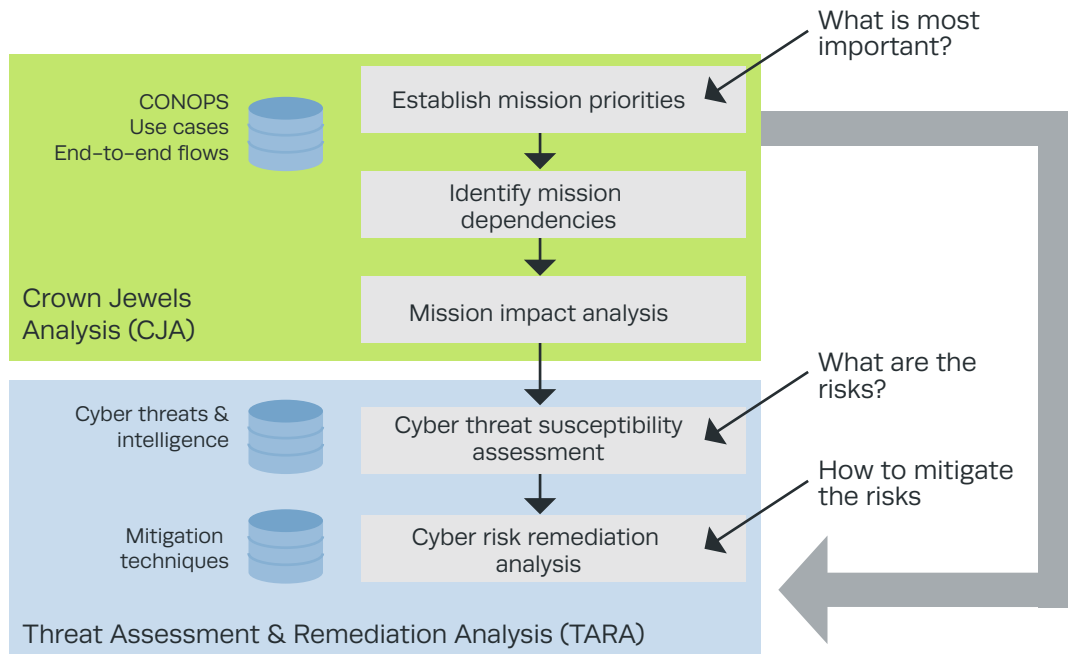 What is most
important?
CONOPS
Use cases
End-to-end flows
Establish mission priorities
Identify mission
dependencies
Mission impact analysis
Crown Jewels
Analysis (CJA)
What are the
risks?
Cyber threats &
intelligence
Cyber threat susceptibility
assessment
How to mitigate
the risks
Mitigation
techniques
Cyber risk remediation
analysis
Threat Assessment & Remediation Analysis (TARA)